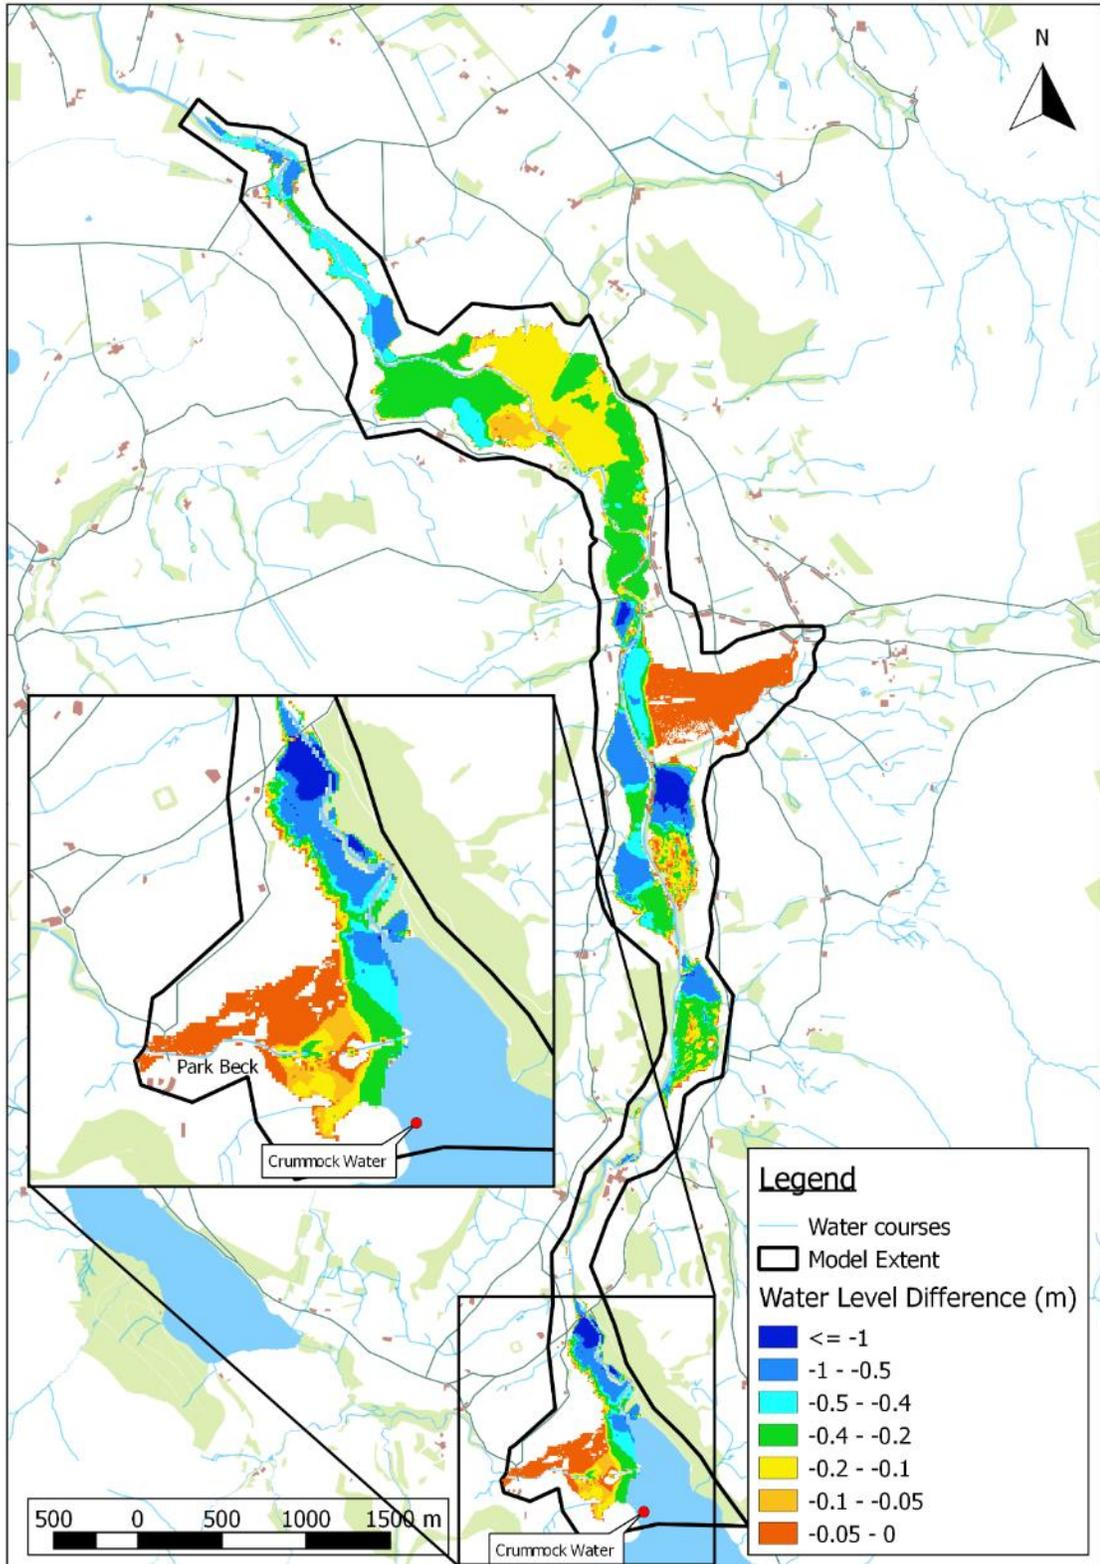 N
Park Beck
Crummock Water
Legend
Water courses
Model Extent
Water Level Difference (m)
<= -1
-1 - -0.5
-0.5 - -0.4
-0.4 - -0.2
-0.2 - -0.1
-0.1 - -0.05
-0.05 - 0
500 0 500 1000 1500 m
Crummock Water